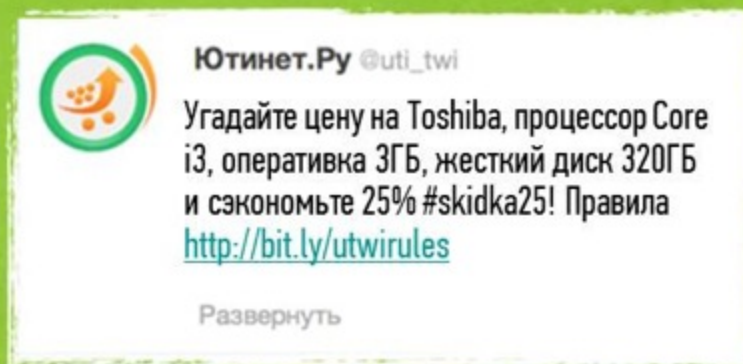 Ютинет.Ру @uti_twi
Угадайте цену на Toshiba, процессор Core
i3, оперативка 3ГБ, жесткий диск 320ГБ
и сэкономьте 25% #skidka25! Правила
http://bit.ly/utwirules
Развернуть